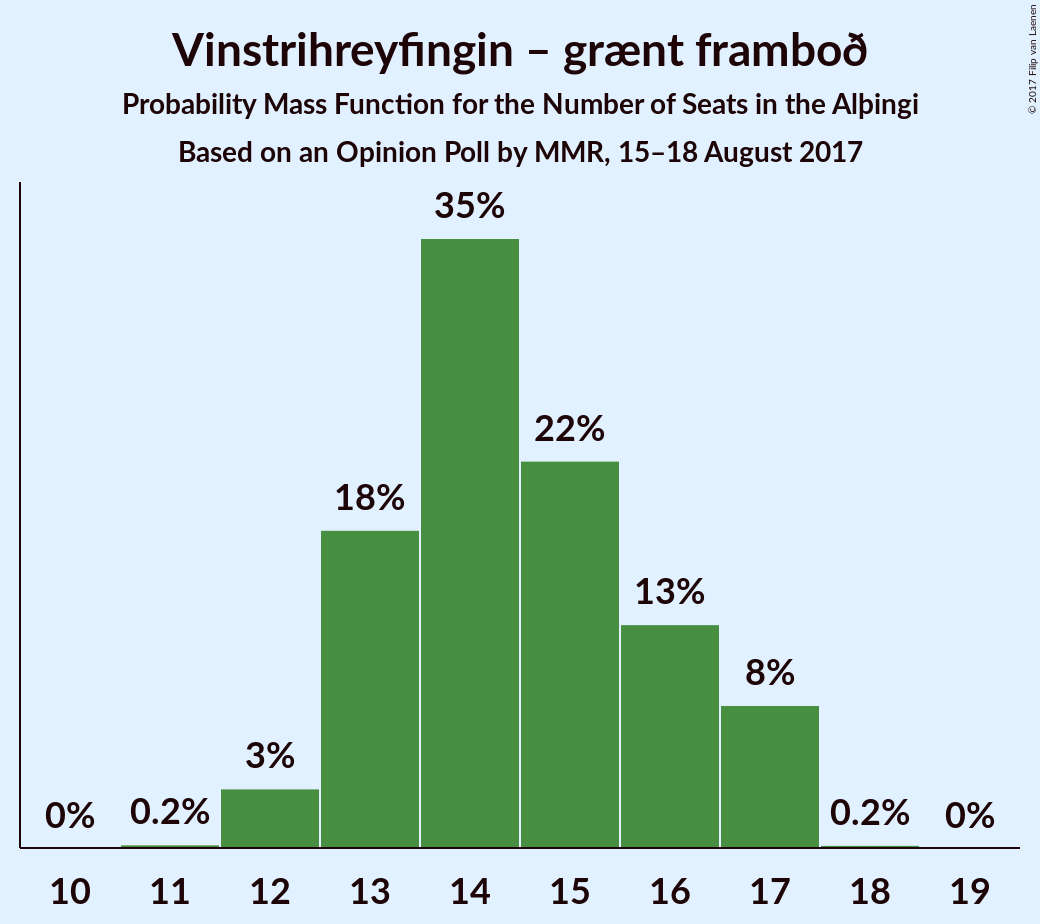 Vinstrihreyfingin – grænt framboð
Probability Mass Function for the Number of Seats in the Alþingi
Based on an Opinion Poll by MMR, 15–18 August 2017
© 2017 Filip van Laenen
35%
22%
18%
13%
8%
3%
0%
0.2%
0.2%
0%
10 11 12 13 14 15 16 17 18 19